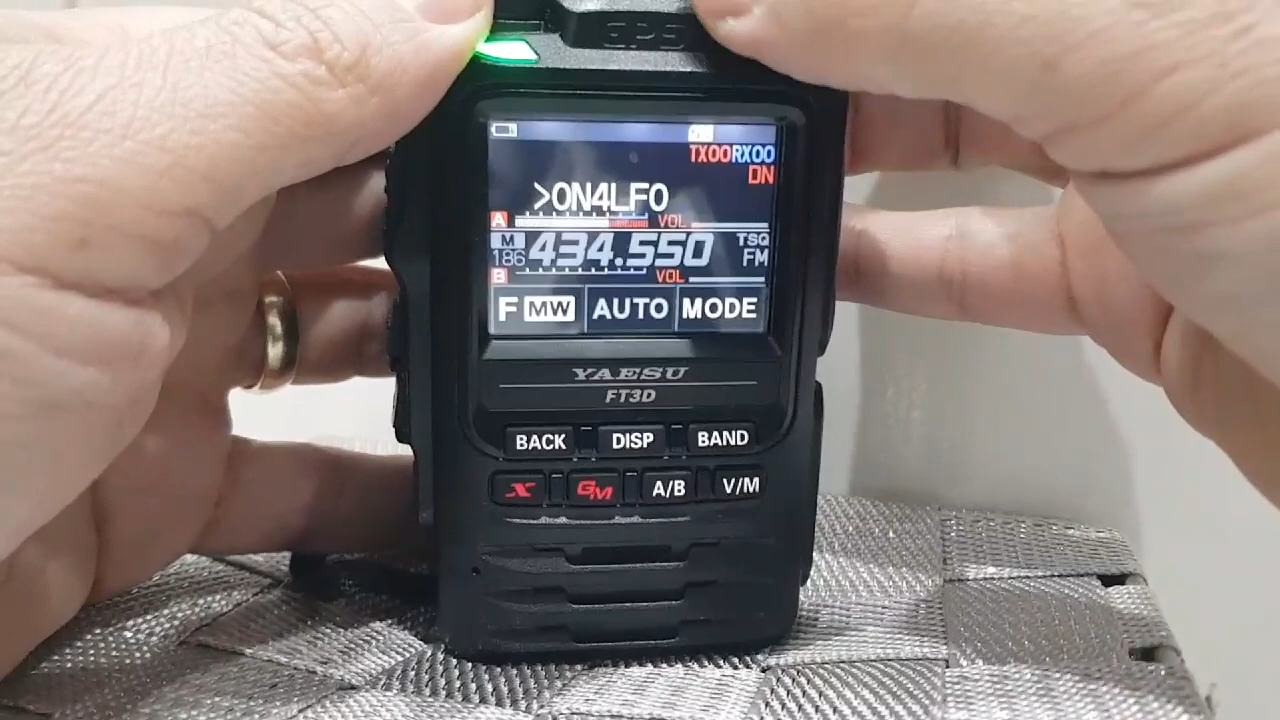 GPS
TX00RX00
DN
>ON4LFO
A VOL
M 434.550 TSQ
186 FM
B VOL
F MW AUTO MODE
YAESU
FT3D
BACK DISP BAND
X GM A/B V/M